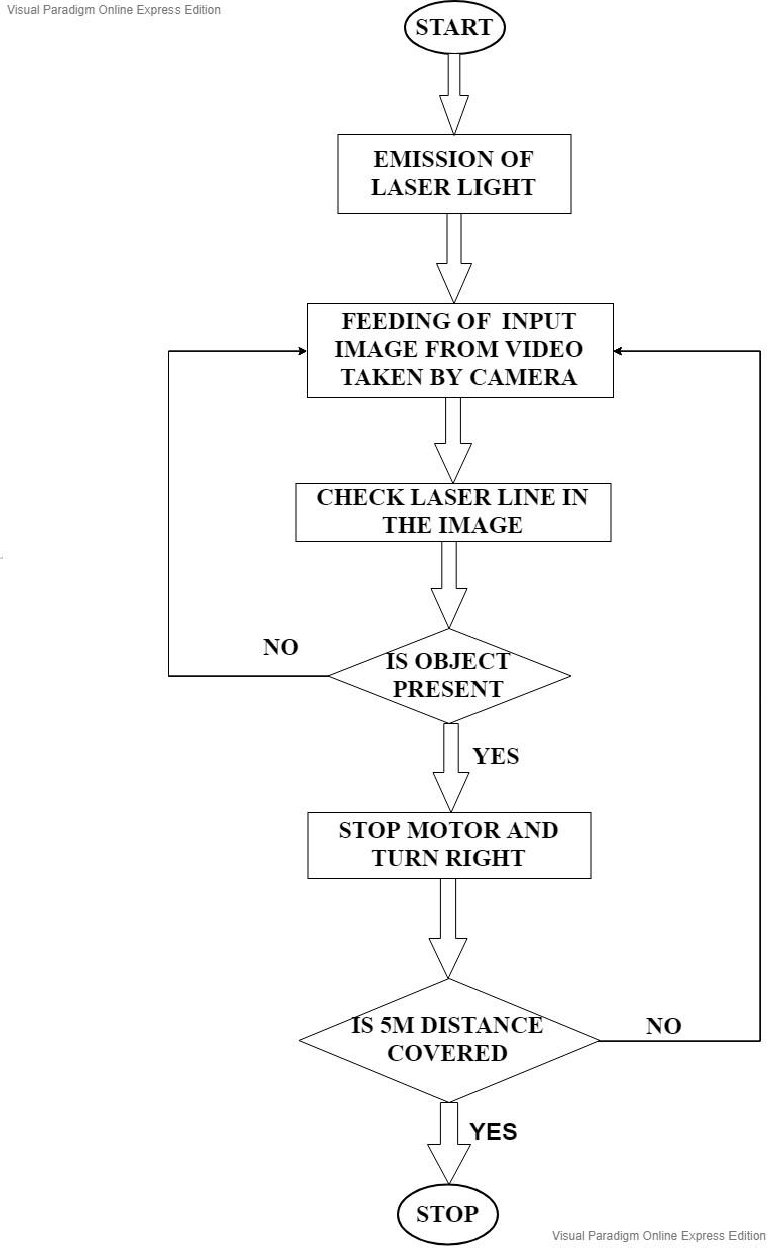 Visual Paradigm Online Express Edition
START
EMISSION OF
LASER LIGHT
FEEDING OF  INPUT
IMAGE FROM VIDEO
TAKEN BY CAMERA
CHECK LASER LINE IN
THE IMAGE
NO
IS OBJECT
PRESENT
YES
STOP MOTOR AND
TURN RIGHT
IS 5M DISTANCE
COVERED
NO
YES
STOP
Visual Paradigm Online Express Edition